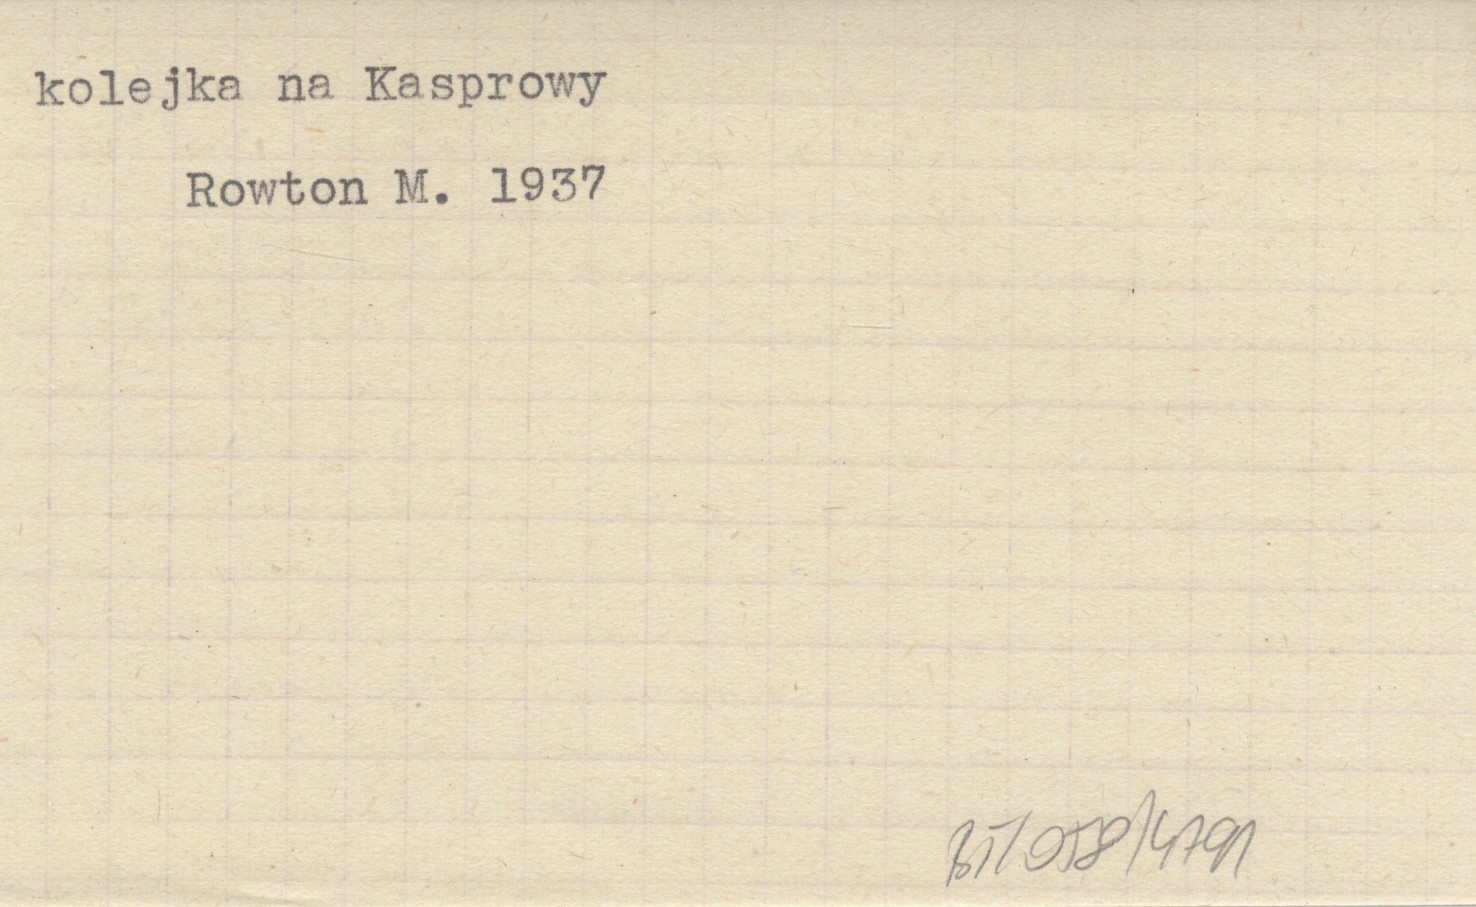 kolejka na Kasprowy
Rowton M. 1937